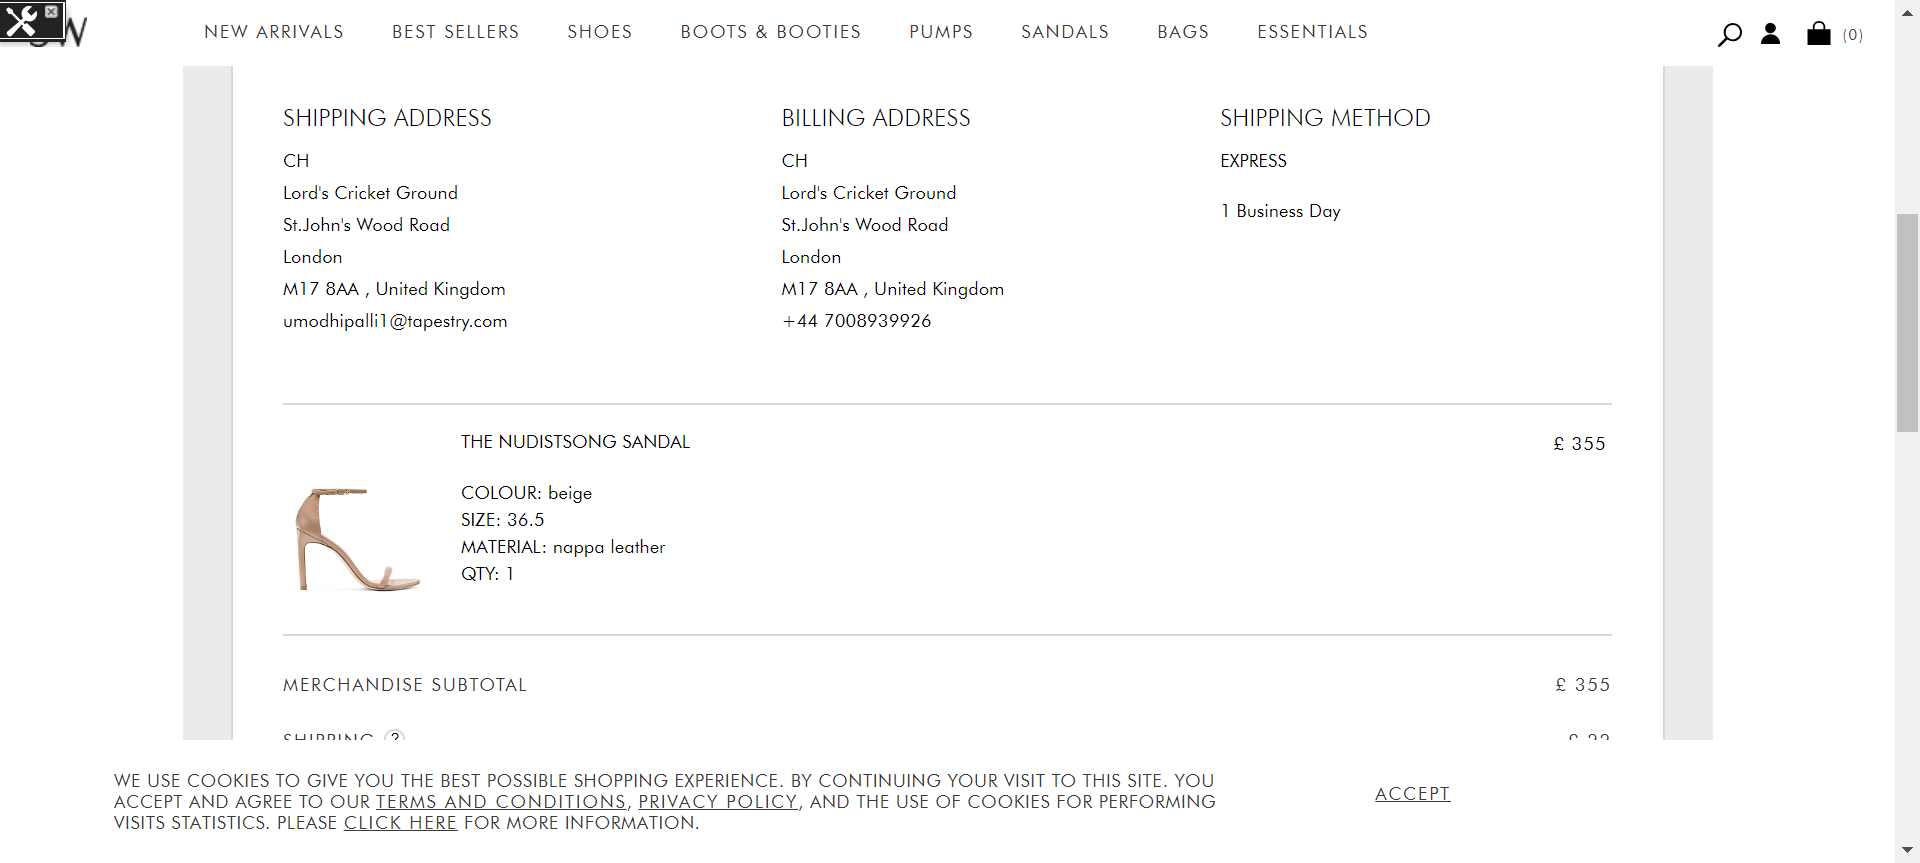 SW
NEW ARRIVALS BEST SELLERS SHOES BOOTS & BOOTIES PUMPS SANDALS BAGS ESSENTIALS (0)
SHIPPING ADDRESS
CH
Lord's Cricket Ground
St.John's Wood Road
London
M17 8AA , United Kingdom
umodhipalli1@tapestry.com
BILLING ADDRESS
CH
Lord's Cricket Ground
St.John's Wood Road
London
M17 8AA , United Kingdom
+44 7008939926
SHIPPING METHOD
EXPRESS
1 Business Day
THE NUDISTSONG SANDAL £ 355
COLOUR: beige
SIZE: 36.5
MATERIAL: nappa leather
QTY: 1
MERCHANDISE SUBTOTAL £ 355
SHIPPING ?
WE USE COOKIES TO GIVE YOU THE BEST POSSIBLE SHOPPING EXPERIENCE. BY CONTINUING YOUR VISIT TO THIS SITE. YOU
ACCEPT AND AGREE TO OUR TERMS AND CONDITIONS, PRIVACY POLICY, AND THE USE OF COOKIES FOR PERFORMING
VISITS STATISTICS. PLEASE CLICK HERE FOR MORE INFORMATION.
ACCEPT